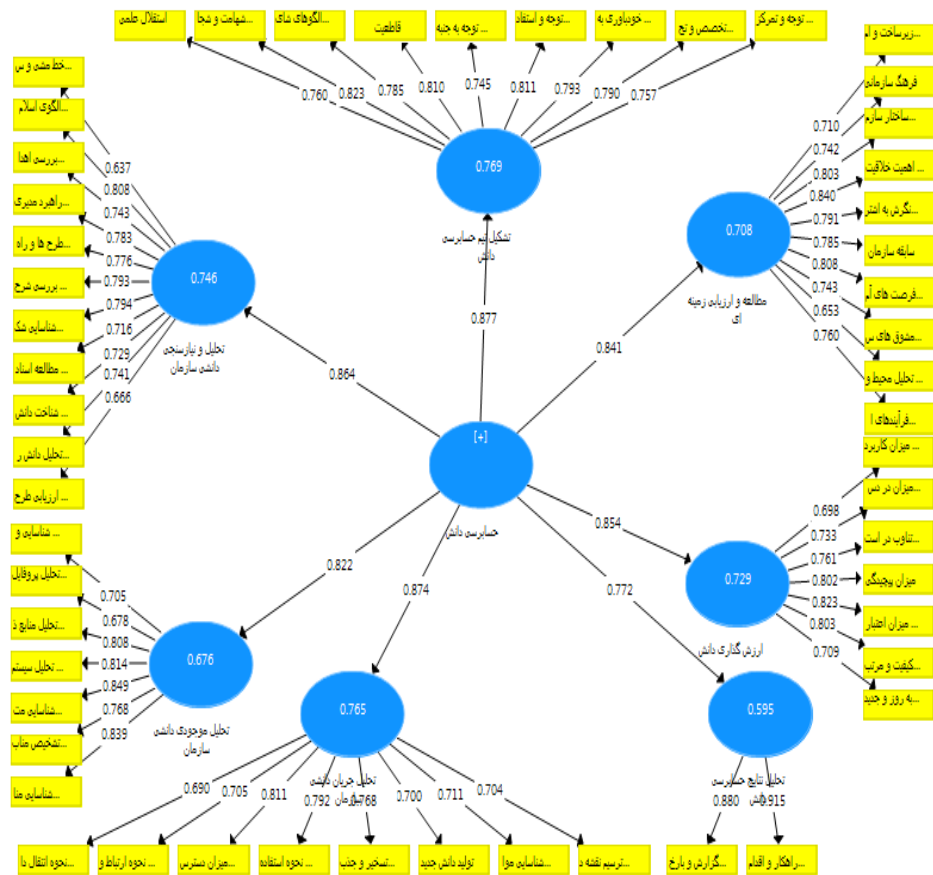 استقلال علمی
شهامت و شجا...
الگوهای شای...
قاطعیت
توجه به جنبه ...
توجه و استفاد...
خودباوری به ...
تخصص و تج...
توجه و تمرکز ...
0.760
0.823
0.785
0.810
0.745
0.811
0.793
0.790
0.757
0.769
تشکیل تیم حسابرسی
دانش
0.877
زیرساخت و ام...
فرهنگ سازمانی
ساختار سازم...
اهمیت خلاقیت ...
نگرش به اشتر...
سابقه سازمان
فرصت های آم...
مشوق های س...
تحلیل محیط و ...
فرآیندهای ا...
0.710
0.742
0.803
0.840
0.791
0.785
0.808
0.743
0.653
0.760
0.708
مطالعه و ارزیابی زمینه
ای
0.841
خط مشی و س...
الگوی اسلام...
بررسی اهدا...
راهبرد مدیری...
طرح ها و راه...
بررسی شرح ...
شناسایی شک...
مطالعه اسناد ...
شناخت دانش ...
تحلیل دانش ر...
ارزیابی طرح ...
0.637
0.808
0.743
0.783
0.776
0.793
0.794
0.716
0.729
0.741
0.666
0.746
تحلیل و نیازسنجی
دانشی سازمان
0.864
[+]
حسابرسی دانش
میزان کاربرد ...
میزان در دس...
تناوب در است...
میزان پیچیدگی
میزان اعتبار ...
کیفیت و مرتب...
به روز و جدید...
0.698
0.733
0.761
0.802
0.823
0.803
0.709
0.729
ارزش گذاری دانش
0.854
شناسایی و ...
تحلیل پروفایل...
تحلیل منابع ذ...
تحلیل سیستم ...
شناسایی مت...
تشخیص مناب...
شناسایی منا...
0.705
0.678
0.808
0.814
0.849
0.768
0.839
0.676
تحلیل موجودی دانشی
سازمان
0.822
0.874
0.765
تحلیل جریان دانشی
سازمان
0.690
0.705
0.811
0.792
0.768
0.700
0.711
0.704
نحوه انتقال دا...
نحوه ارتباط و ...
میزان دسترس...
نحوه استفاده ...
تسخیر و جذب...
تولید دانش جدید
شناسایی موا...
ترسیم نقشه د...
0.772
0.595
تحلیل نتایج حسابرسی
دانش
0.880
0.915
گزارش و بازخ...
راهکار و اقدام...